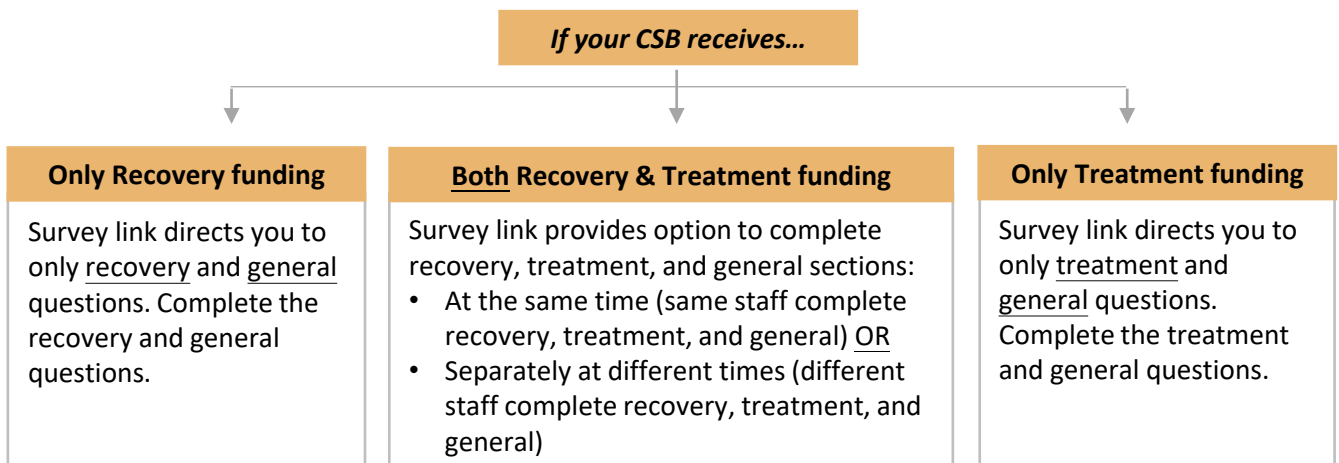 If your CSB receives…
Only Recovery funding
Survey link directs you to
only recovery and general
questions. Complete the
recovery and general
questions.
Both Recovery & Treatment funding
Survey link provides option to complete
recovery, treatment, and general sections:
• At the same time (same staff complete
recovery, treatment, and general) OR
• Separately at different times (different
staff complete recovery, treatment, and
general)
Only Treatment funding
Survey link directs you to
only treatment and
general questions.
Complete the treatment
and general questions.